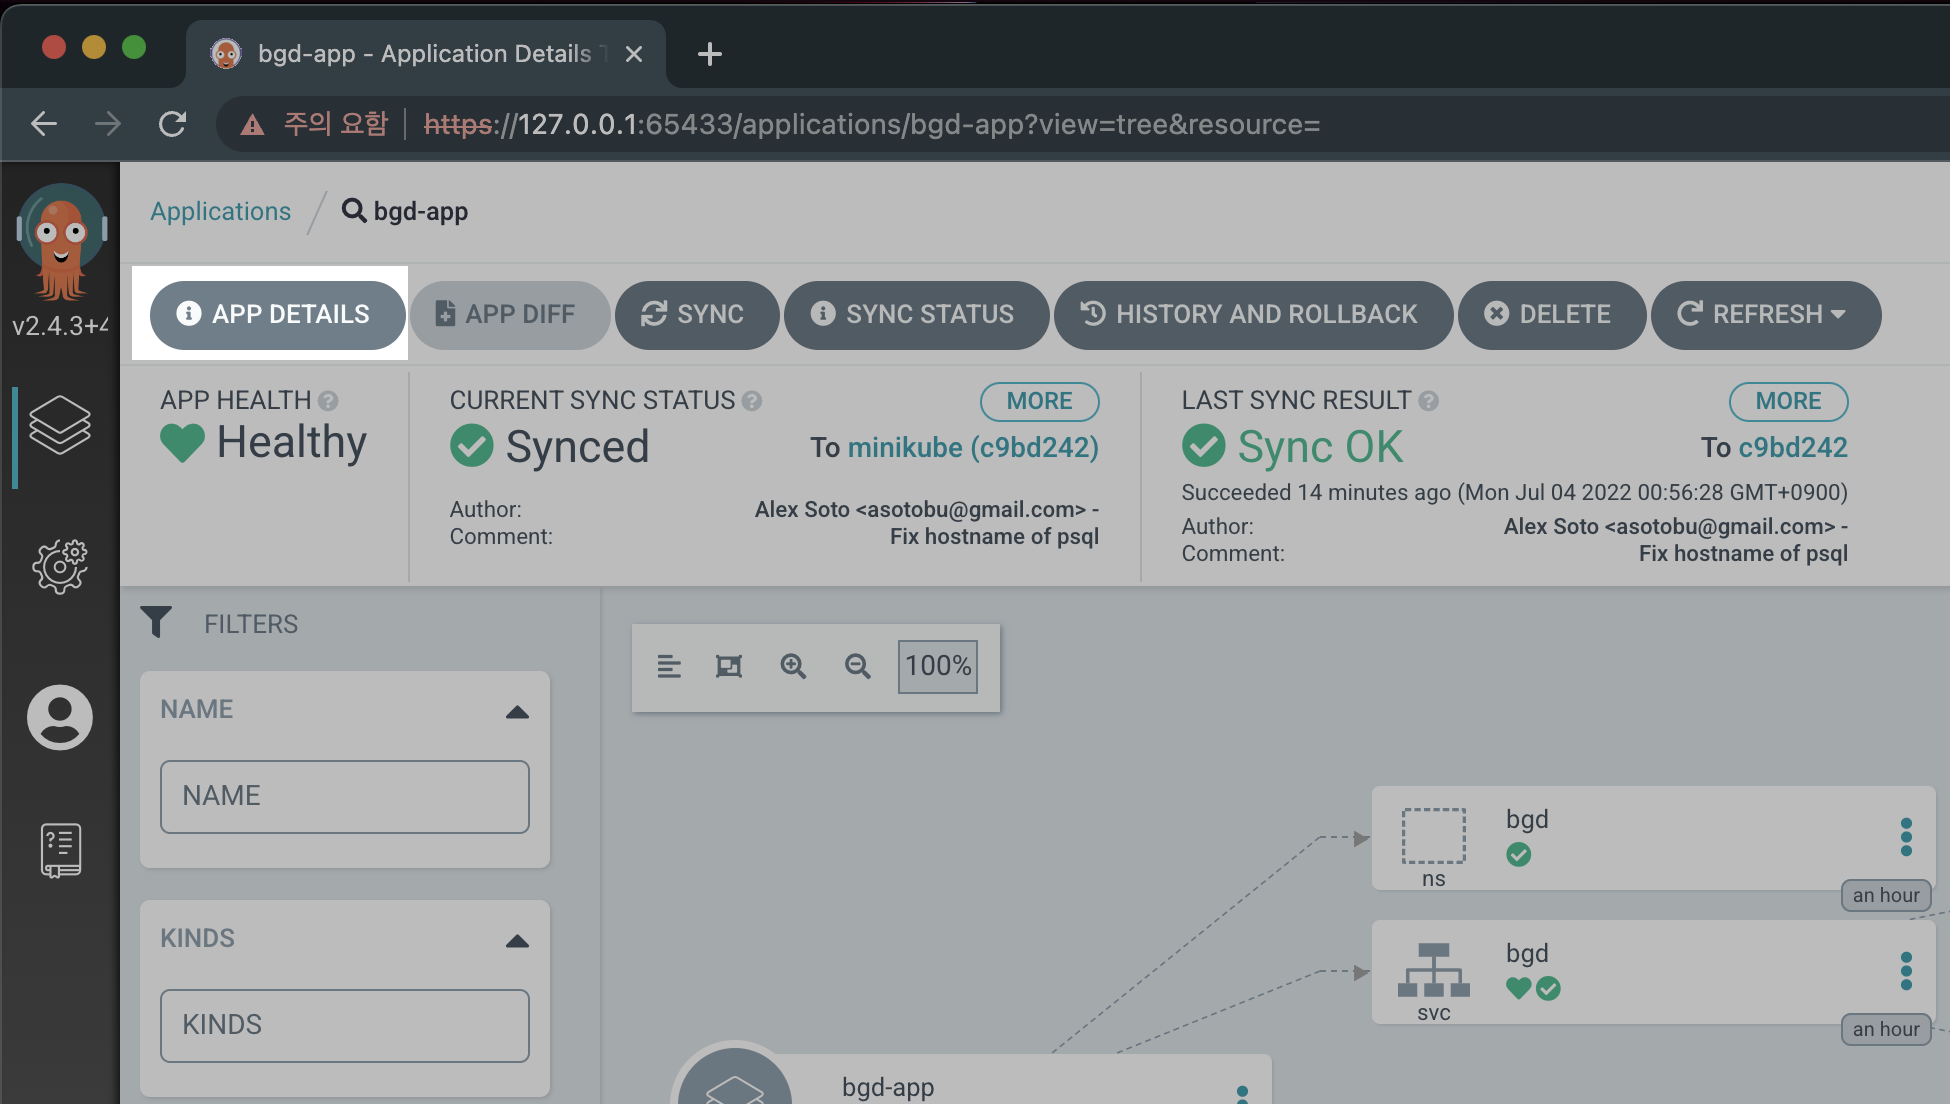 bgd-app - Application Details T
주의 요함 https://127.0.0.1:65433/applications/bgd-app?view=tree&resource=
Applications / bgd-app
v2.4.3+4
APP DETAILS APP DIFF SYNC SYNC STATUS HISTORY AND ROLLBACK DELETE REFRESH
APP HEALTH
Healthy
CURRENT SYNC STATUS MORE
Synced To minikube (c9bd242)
Author: Alex Soto <asotobu@gmail.com> -
Comment: Fix hostname of psql
LAST SYNC RESULT MORE
Sync OK To c9bd242
Succeeded 14 minutes ago (Mon Jul 04 2022 00:56:28 GMT+0900)
Author: Alex Soto <asotobu@gmail.com> -
Comment: Fix hostname of psql
FILTERS
NAME
NAME
KINDS
KINDS
100%
bgd
ns
an hour
bgd
svc
an hour
bgd-app